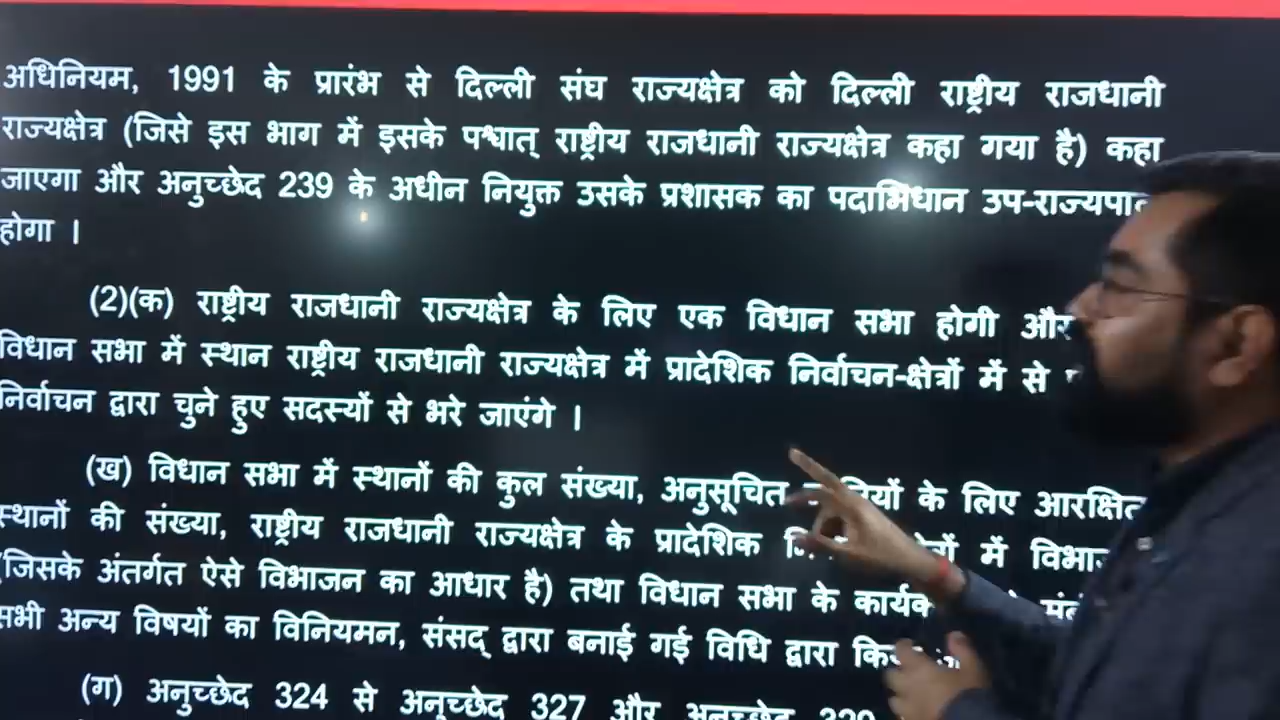 अधिनियम, 1991 के प्रारंभ से दिल्ली संघ राज्यक्षेत्र को दिल्ली राष्ट्रीय राजधानी
राज्यक्षेत्र (जिसे इस भाग में इसके पश्चात् राष्ट्रीय राजधानी राज्यक्षेत्र कहा गया है) कहा
जाएगा और अनुच्छेद 239 के अधीन नियुक्त उसके प्रशासक का पदाभिधान
होगा ।
(2)(क) राष्ट्रीय राजधानी राज्यक्षेत्र के लिए एक विधान सभा होगी और
विधान सभा में स्थान राष्ट्रीय राजधानी राज्यक्षेत्र में प्रादेशिक निर्वाचन-क्षेत्रों में से
निर्वाचन द्वारा चुने हुए सदस्यों से भरे जाएंगे ।
(ख) विधान सभा में स्थानों की कुल संख्या, अनुसूचित के लिए आरक्षित
स्थानों की संख्या, राष्ट्रीय राजधानी राज्यक्षेत्र के प्रादेशिक में
(जिसके अंतर्गत ऐसे विभाजन का आधार है) तथा विधान सभा के
सभी अन्य विषयों का विनियमन, संसद् द्वारा बनाई गई विधि द्वारा
(ग) अनुच्छेद 324 से अनुच्छेद 327 और अनुच्छेद